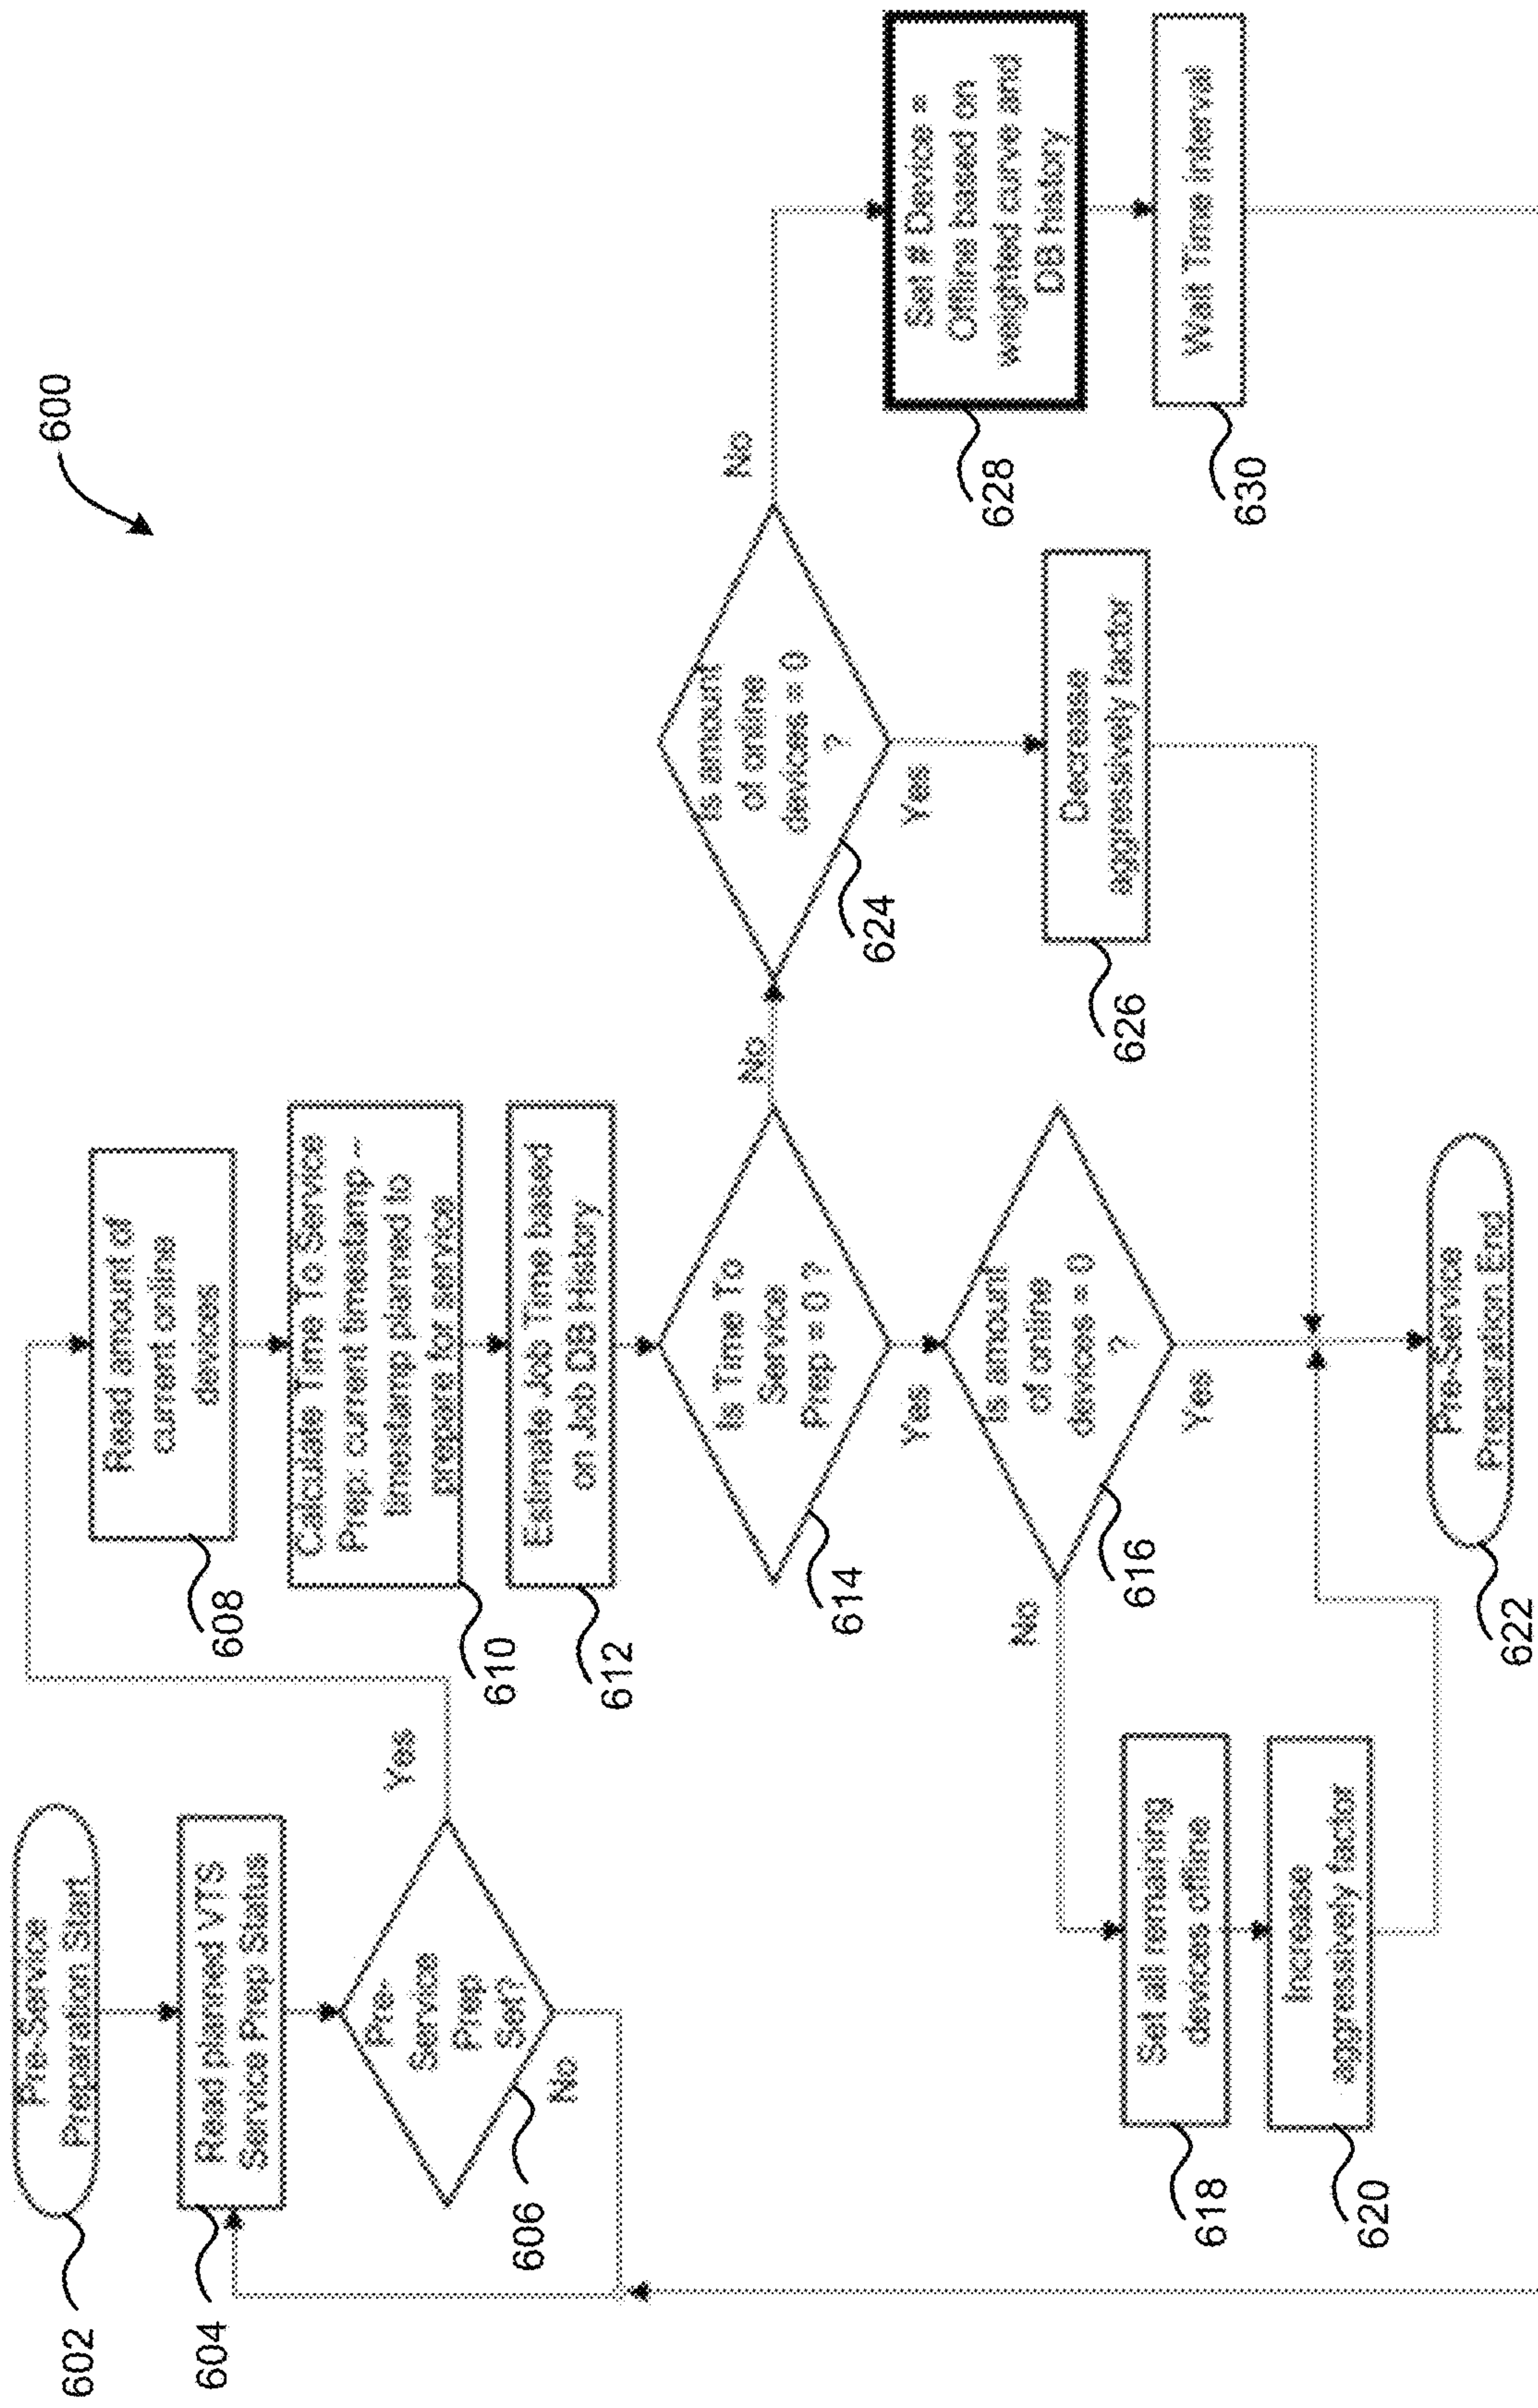 600
Pre-Service
Preparation Start
602
Read planned VTS
Service Prep Status
604
Pre-
Service
Prep
Set?
606
Yes
No
Read amount of
current online
devices
608
Calculate Time To Service
Prep: current timestamp –
timestamp planned to
prepare for service
610
Estimate Job Time based
on Job DB History
612
Is Time To
Service
Prep = 0?
614
No
Yes
Is amount
of online
devices = 0
?
616
No
Yes
Set all remaining
devices offline
618
Increase
aggressively factor
620
Pre-Service
Preparation End
622
Is amount
of online
devices = 0
?
624
No
Yes
Decrease
aggressively factor
626
Set # Device =
Offline based on
weighted curve and
DB history
628
Wait Time interval
630